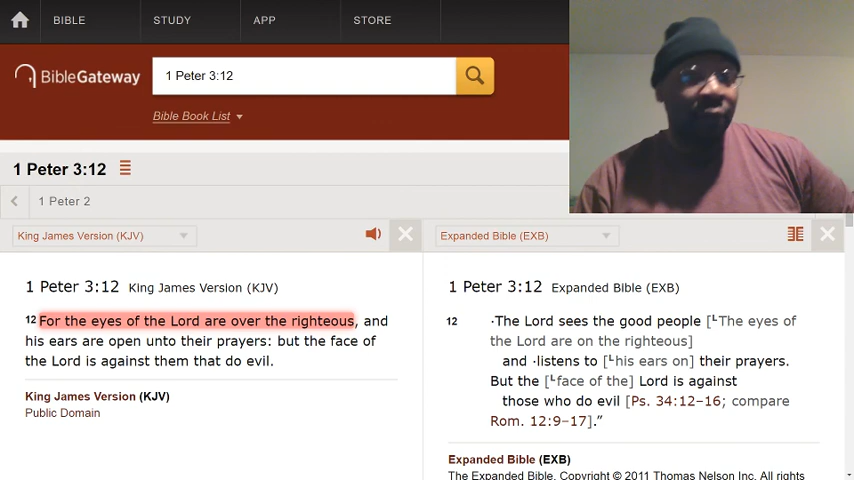 BIBLE STUDY APP STORE
BibleGateway
1 Peter 3:12
Bible Book List
1 Peter 3:12
1 Peter 2
King James Version (KJV)
Expanded Bible (EXB)
1 Peter 3:12 King James Version (KJV)
12 For the eyes of the Lord are over the righteous, and
his ears are open unto their prayers: but the face of
the Lord is against them that do evil.
King James Version (KJV)
Public Domain
1 Peter 3:12 Expanded Bible (EXB)
12 ·The Lord sees the good people [ᴸThe eyes of
the Lord are on the righteous]
and ·listens to [ᴸhis ears on] their prayers.
But the [ᴸface of the] Lord is against
those who do evil [Ps. 34:12–16; compare
Rom. 12:9–17].”
Expanded Bible (EXB)
The Expanded Bible, Copyright © 2011 Thomas Nelson Inc. All rights